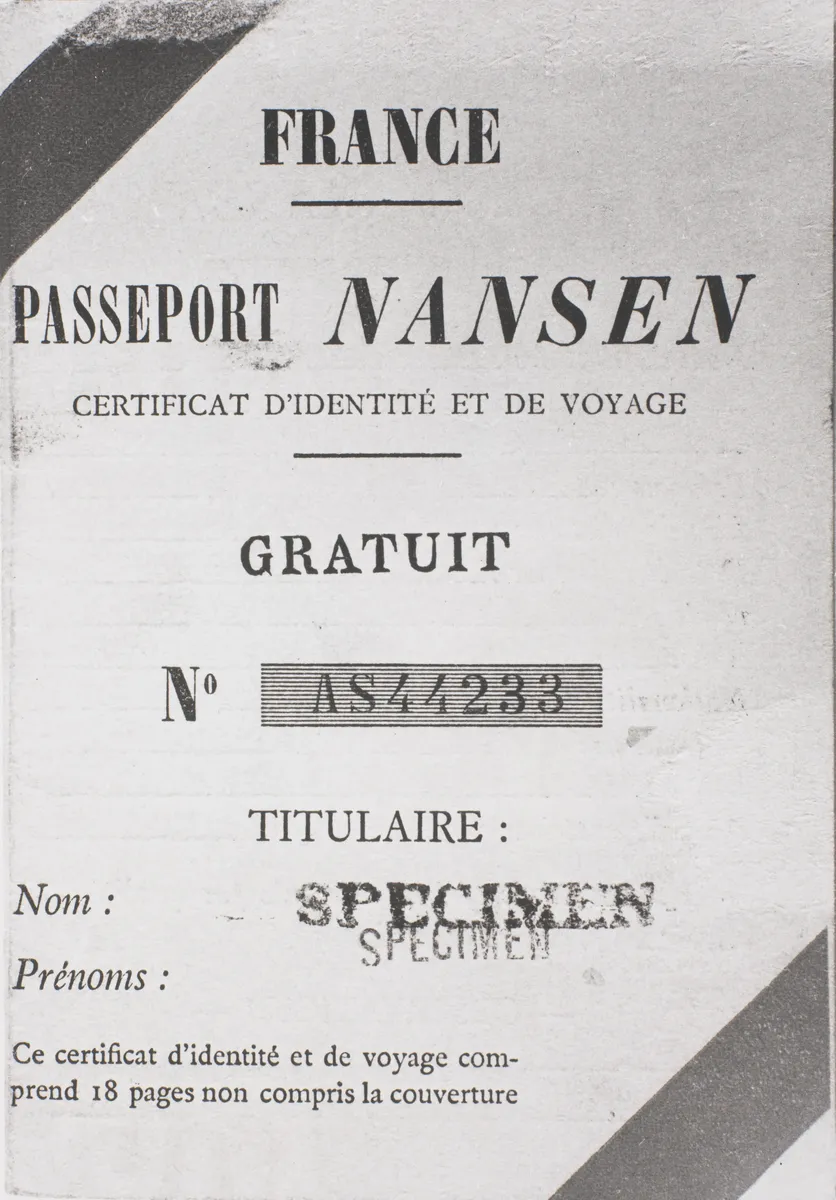 FRANCE
PASSEPORT NANSEN
CERTIFICAT D'IDENTITÉ ET DE VOYAGE
GRATUIT
Nº AS44233
TITULAIRE :
Nom : SPECIMEN
SPECIMEN
Prénoms :
Ce certificat d'identité et de voyage com-
prend 18 pages non compris la couverture